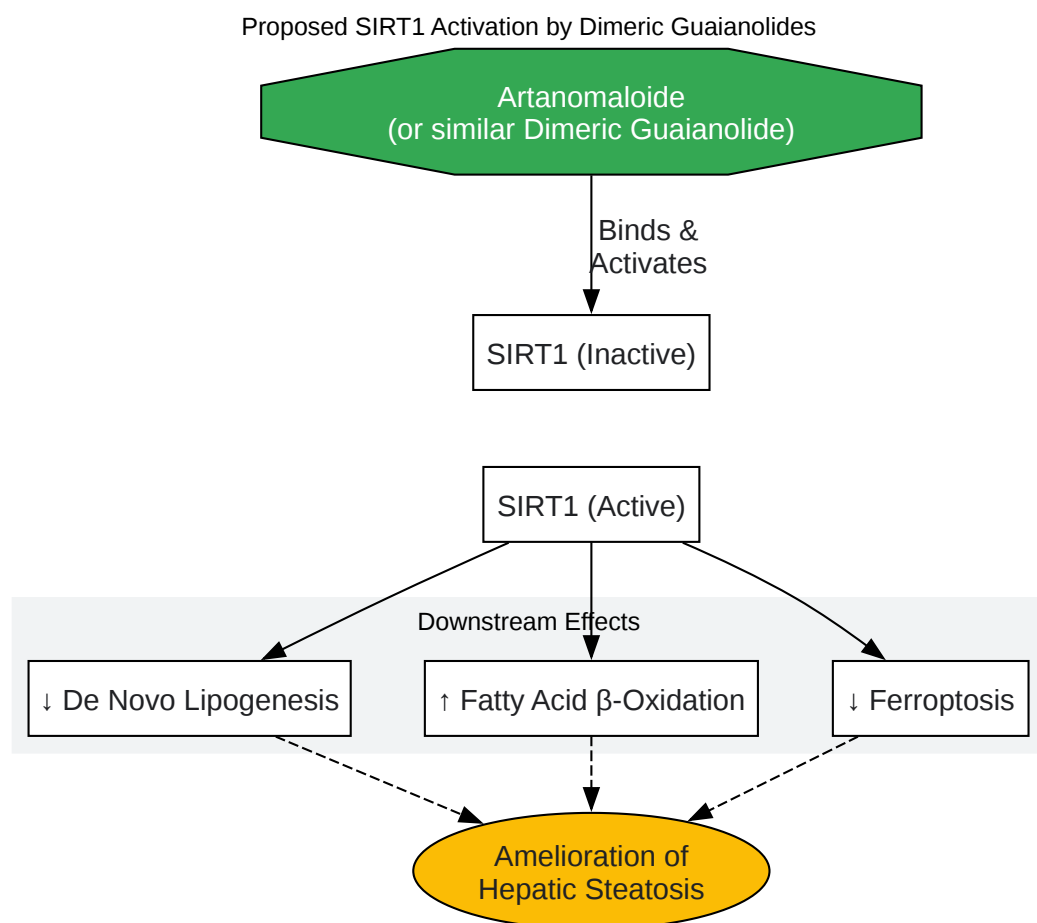 Proposed SIRT1 Activation by Dimeric Guaianolides
Artanomaloide
(or similar Dimeric Guaianolide)
Binds &
Activates
SIRT1 (Inactive)
SIRT1 (Active)
Downstream Effects
↓ De Novo Lipogenesis
↑ Fatty Acid β-Oxidation
↓ Ferroptosis
Amelioration of
Hepatic Steatosis